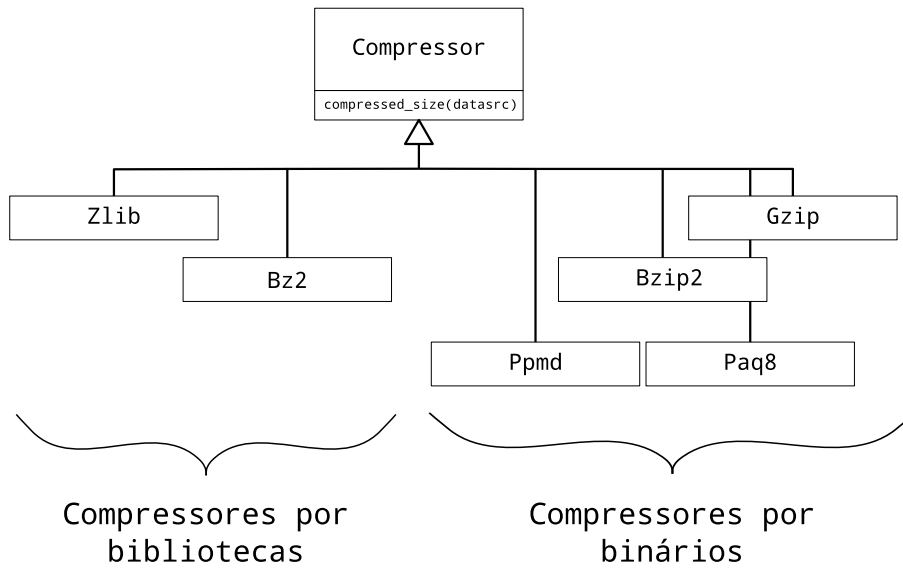 Compressor
compressed_size(datasrc)
Zlib
Gzip
Bz2
Bzip2
Ppmd
Paq8
Compressores por
bibliotecas
Compressores por
binários